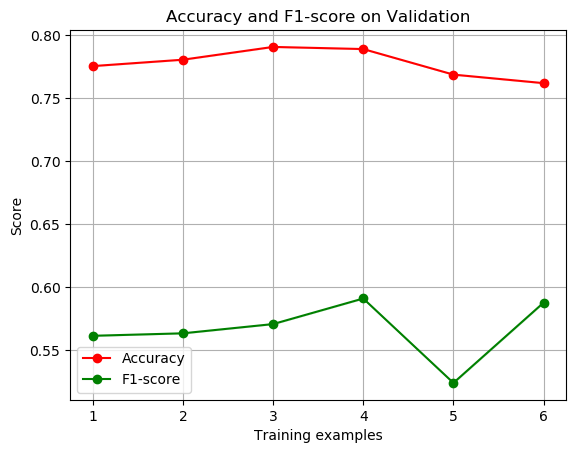 Accuracy and F1-score on Validation
Score
0.80
0.75
0.70
0.65
0.60
0.55
Accuracy
F1-score
1 2 3 4 5 6
Training examples